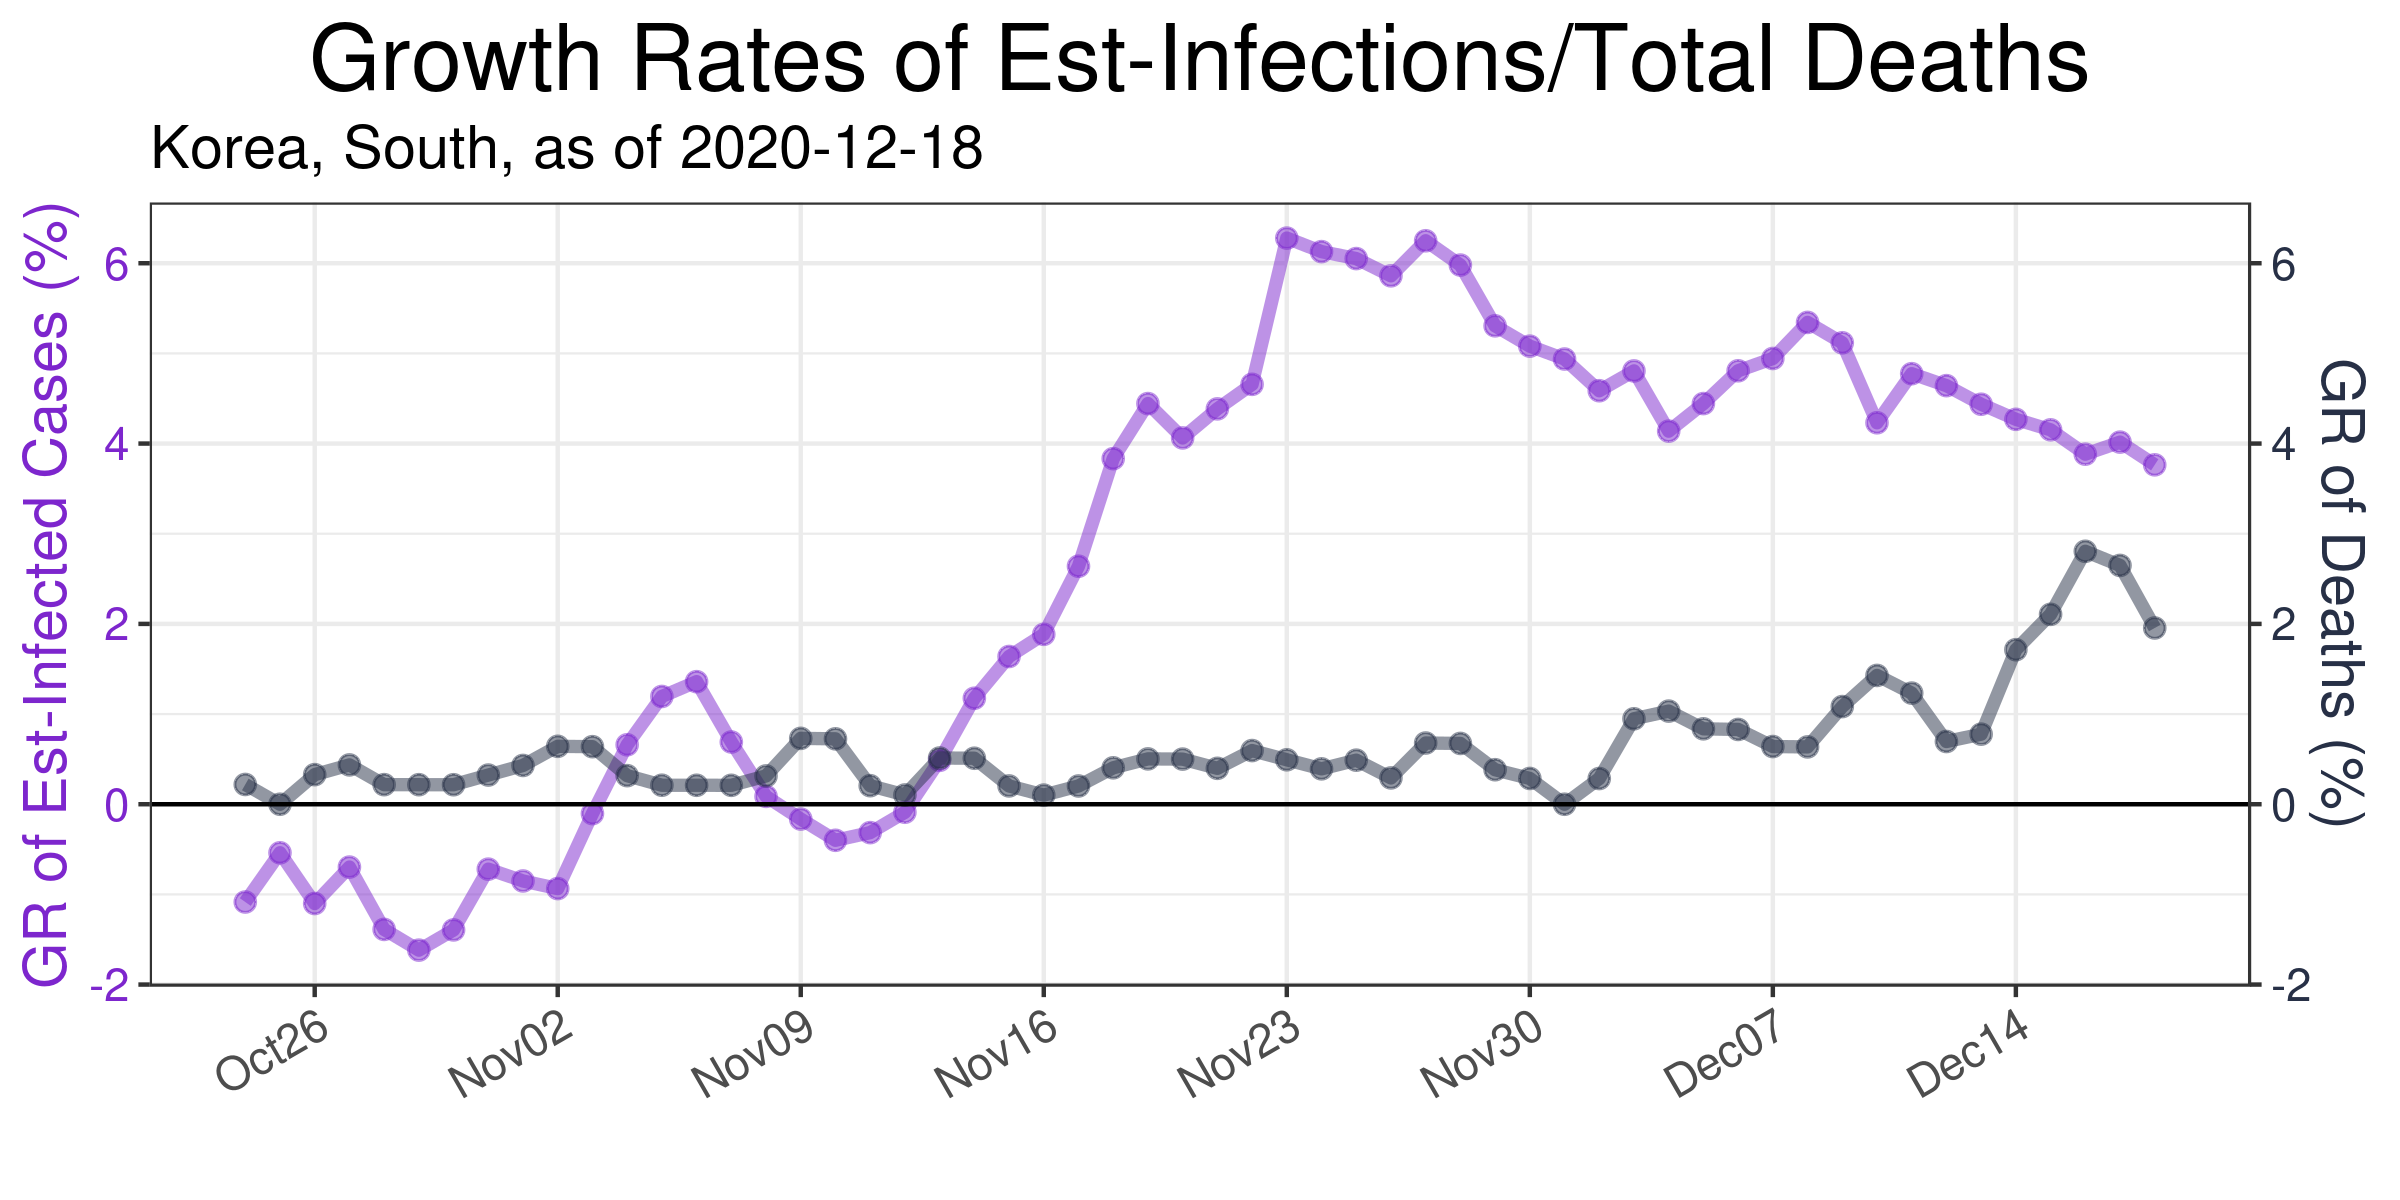 Growth Rates of Est-Infections/Total Deaths
Korea, South, as of 2020-12-18
GR of Est-Infected Cases (%)
6
4
2
0
-2
6
4
2
0
-2
GR of Deaths (%)
Oct26
Nov02
Nov09
Nov16
Nov23
Nov30
Dec07
Dec14